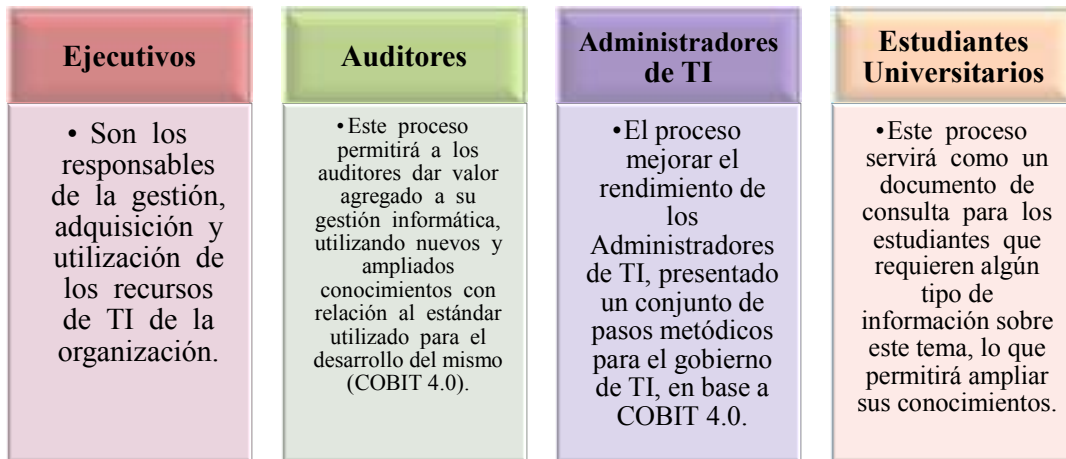 Ejecutivos
• Son los
responsables
de la gestión,
adquisición y
utilización de
los recursos
de TI de la
organización.
Auditores
•Este proceso
permitirá a los
auditores dar valor
agregado a su
gestión informática,
utilizando nuevos y
ampliados
conocimientos con
relación al estándar
utilizado para el
desarrollo del mismo
(COBIT 4.0).
Administradores
de TI
•El proceso
mejorar el
rendimiento de
los
Administradores
de TI, presentado
un conjunto de
pasos metódicos
para el gobierno
de TI, en base a
COBIT 4.0.
Estudiantes
Universitarios
•Este proceso
servirá como un
documento de
consulta para los
estudiantes que
requieren algún
tipo de
información sobre
este tema, lo que
permitirá ampliar
sus conocimientos.